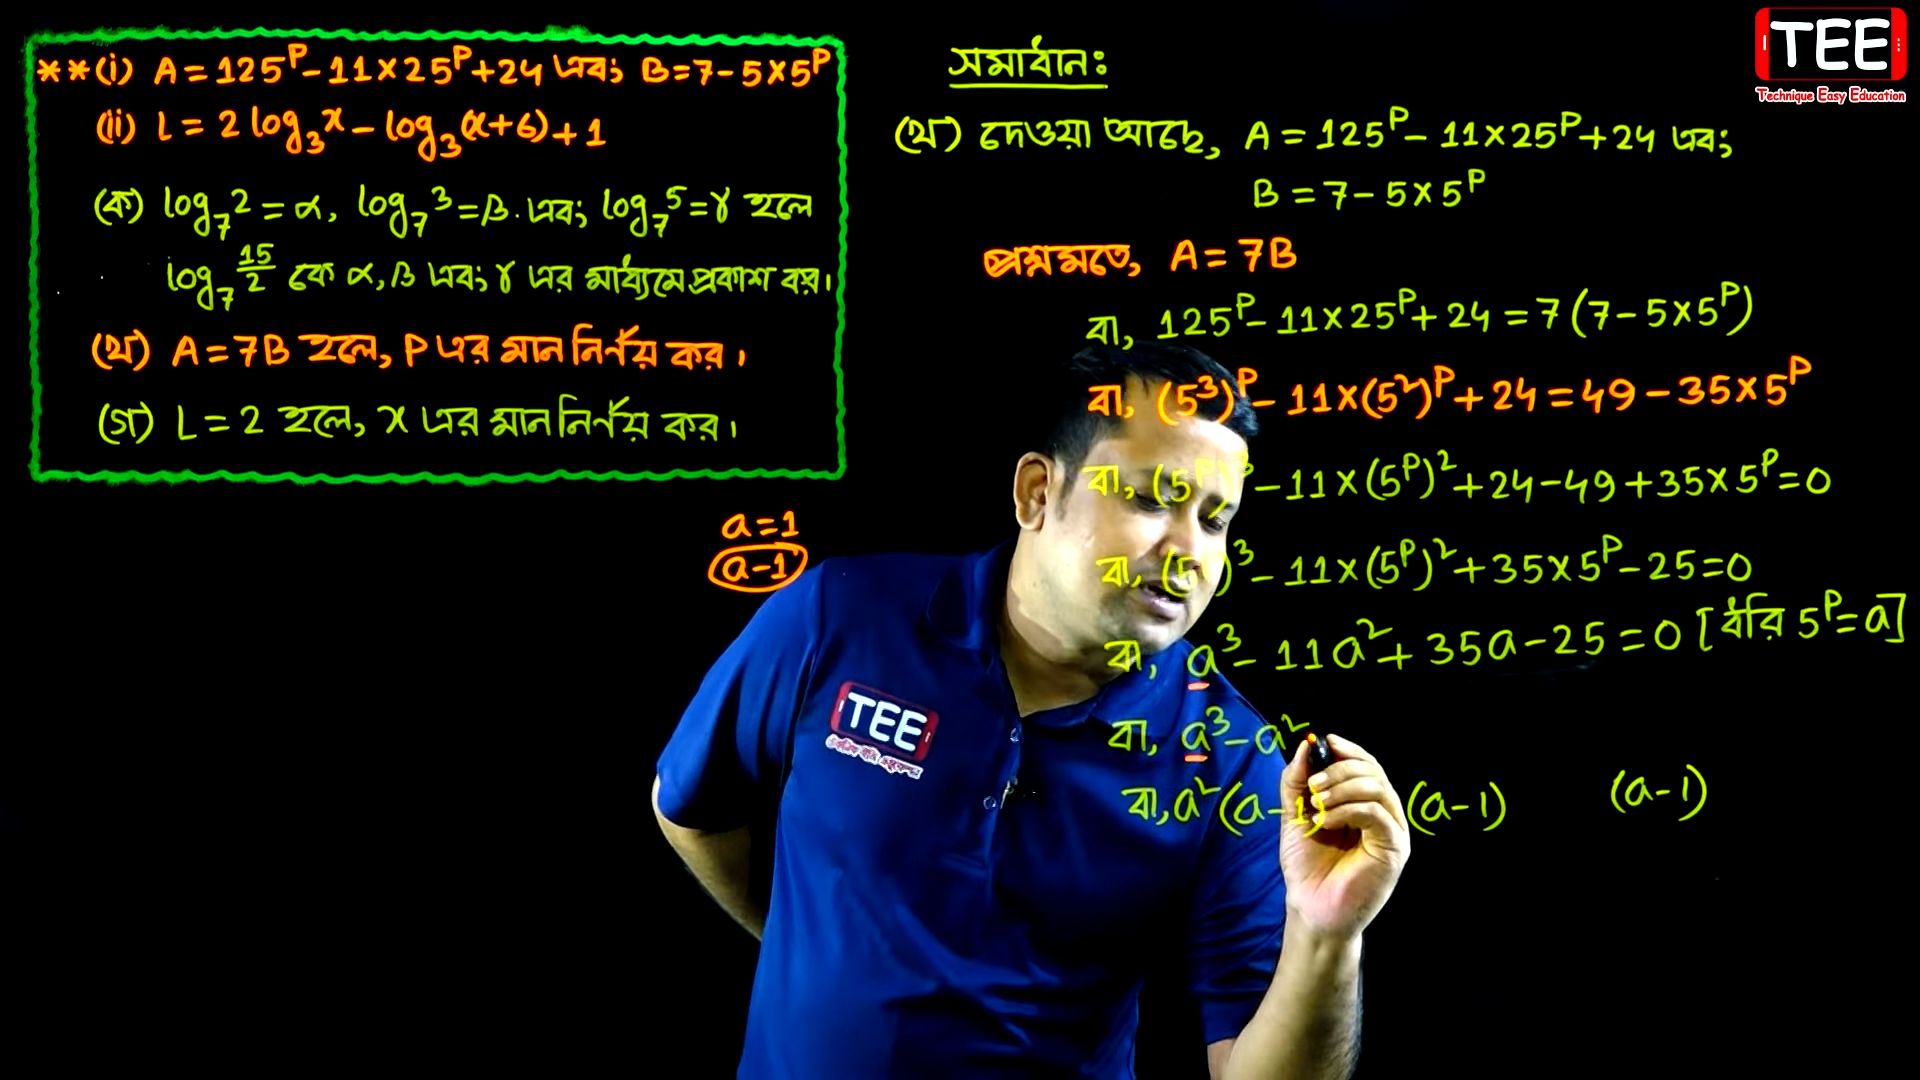 **(i) A=125^P-11×25^P+24 এবং B=7-5×5^P
(ii) L=2log₃x-log₃(x+6)+1
(ক) log₇2=α, log₇3=β. এবং log₇5=γ হলে
log₇ 15/2 কে α,β এবং γ এর মাধ্যমে প্রকাশ কর।
(খ) A=7B হলে, P এর মান নির্ণয় কর।
(গ) L=2 হলে, x এর মান নির্ণয় কর।
a=1
a-1
TEE
TEE
Technique Easy Education
সমাধানঃ
(খ) দেওয়া আছে, A=125^P-11×25^P+24 এবং
B=7-5×5^P
প্রশ্নমতে, A=7B
বা, 125^P-11×25^P+24=7(7-5×5^P)
বা, (5³)^P-11×(5²)^P+24=49-35×5^P
বা, (5^P)³-11×(5^P)²+24-49+35×5^P=0
বা, (5^P)³-11×(5^P)²+35×5^P-25=0
বা, a³-11a²+35a-25=0 [ধরি 5^P=a]
বা, a³-a²
বা, a²(a-1) (a-1) (a-1)